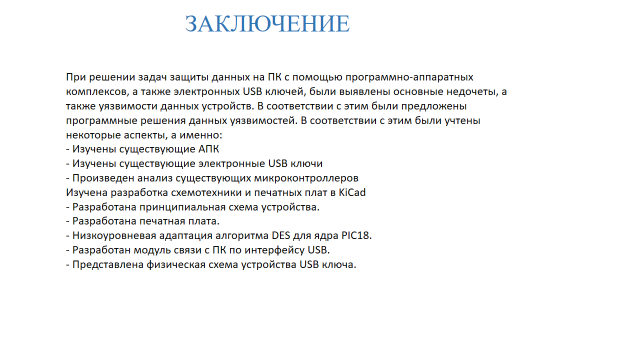 ЗАКЛЮЧЕНИЕ
При решении задач защиты данных на ПК с помощью программно-аппаратных
комплексов, а также электронных USB ключей, были выявлены основные недочеты, а
также уязвимости данных устройств. В соответствии с этим были предложены
программные решения данных уязвимостей. В соответствии с этим были учтены
некоторые аспекты, а именно:
- Изучены существующие АПК
- Изучены существующие электронные USB ключи
- Произведен анализ существующих микроконтроллеров
Изучена разработка схемотехники и печатных плат в KiCad
- Разработана принципиальная схема устройства.
- Разработана печатная плата.
- Низкоуровневая адаптация алгоритма DES для ядра PIC18.
- Разработан модуль связи с ПК по интерфейсу USB.
- Представлена физическая схема устройства USB ключа.